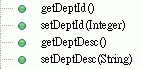 getDeptId()
setDeptId(Integer)
getDeptDesc()
setDeptDesc(String)